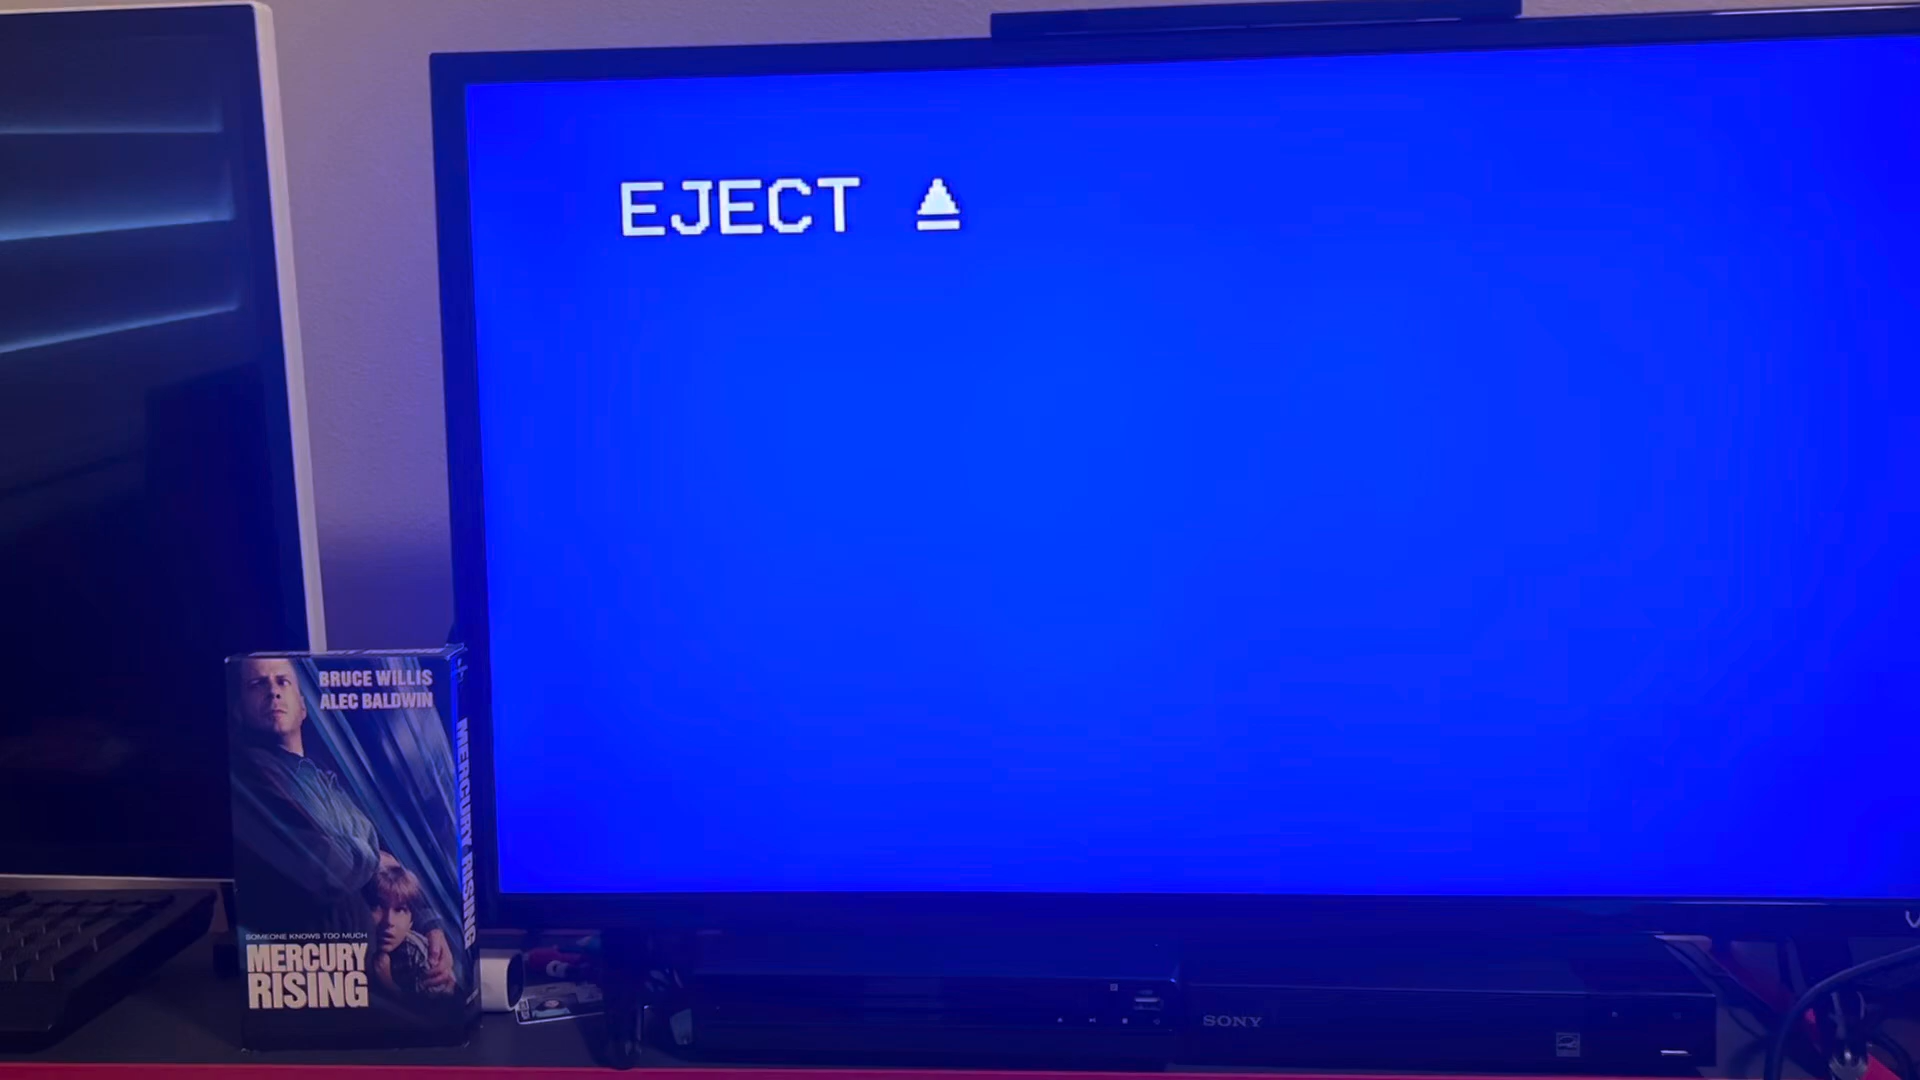 EJECT
BRUCE WILLIS
ALEC BALDWIN
MERCURY RISING
SOMEONE KNOWS TOO MUCH
MERCURY
RISING
SONY